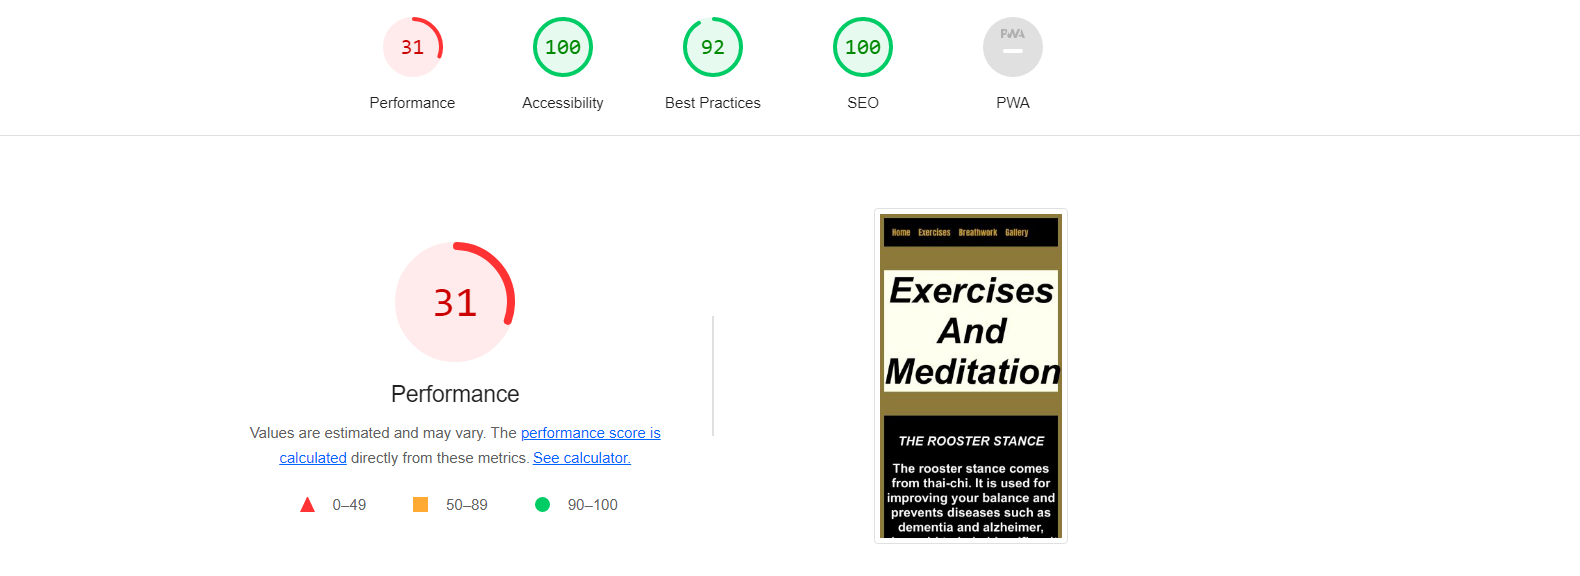 31
100
92
100
PWA
Performance
Accessibility
Best Practices
SEO
PWA
31
Performance
Values are estimated and may vary. The performance score is
calculated directly from these metrics. See calculator.
0–49
50–89
90–100
Home Exercises Breathwork Gallery
Exercises
And
Meditation
THE ROOSTER STANCE
The rooster stance comes
from thai-chi. It is used for
improving your balance and
prevents diseases such as
dementia and alzheimer,